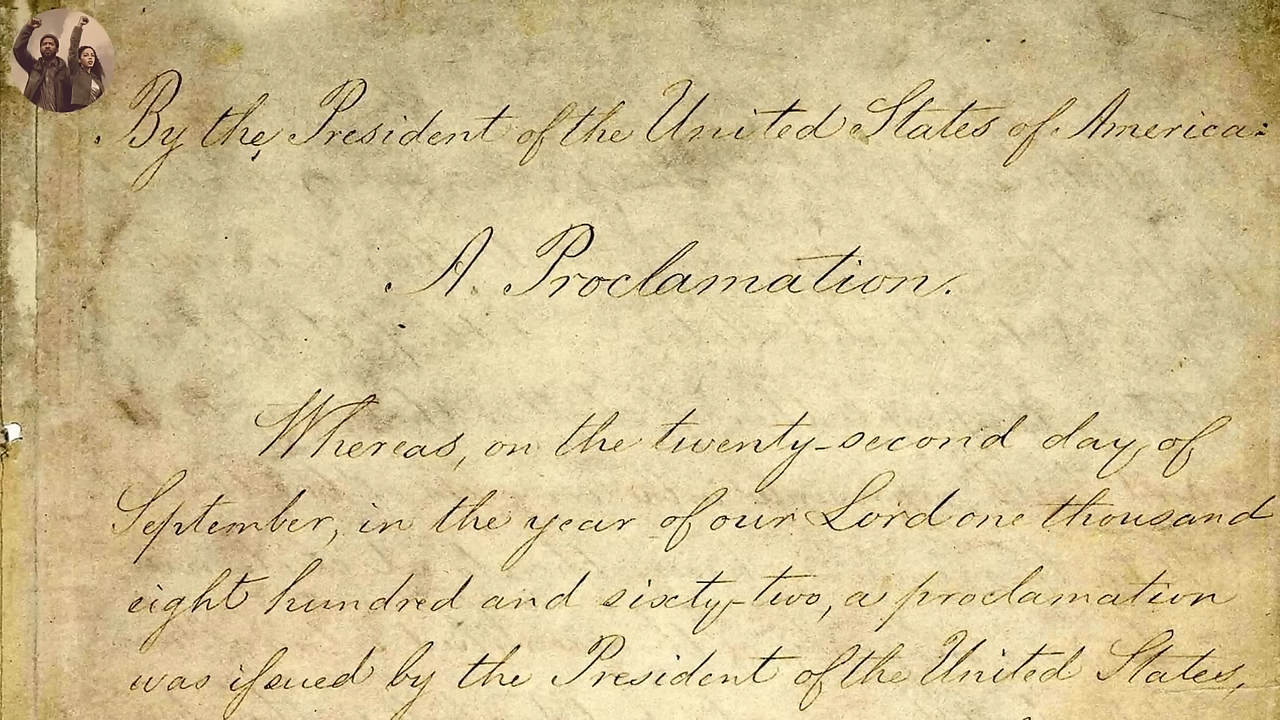 By the President of the United States of America:
A Proclamation.
Whereas, on the twenty-second day of
September, in the year of our Lord one thousand
eight hundred and sixty-two, a proclamation
was issued by the President of the United States,